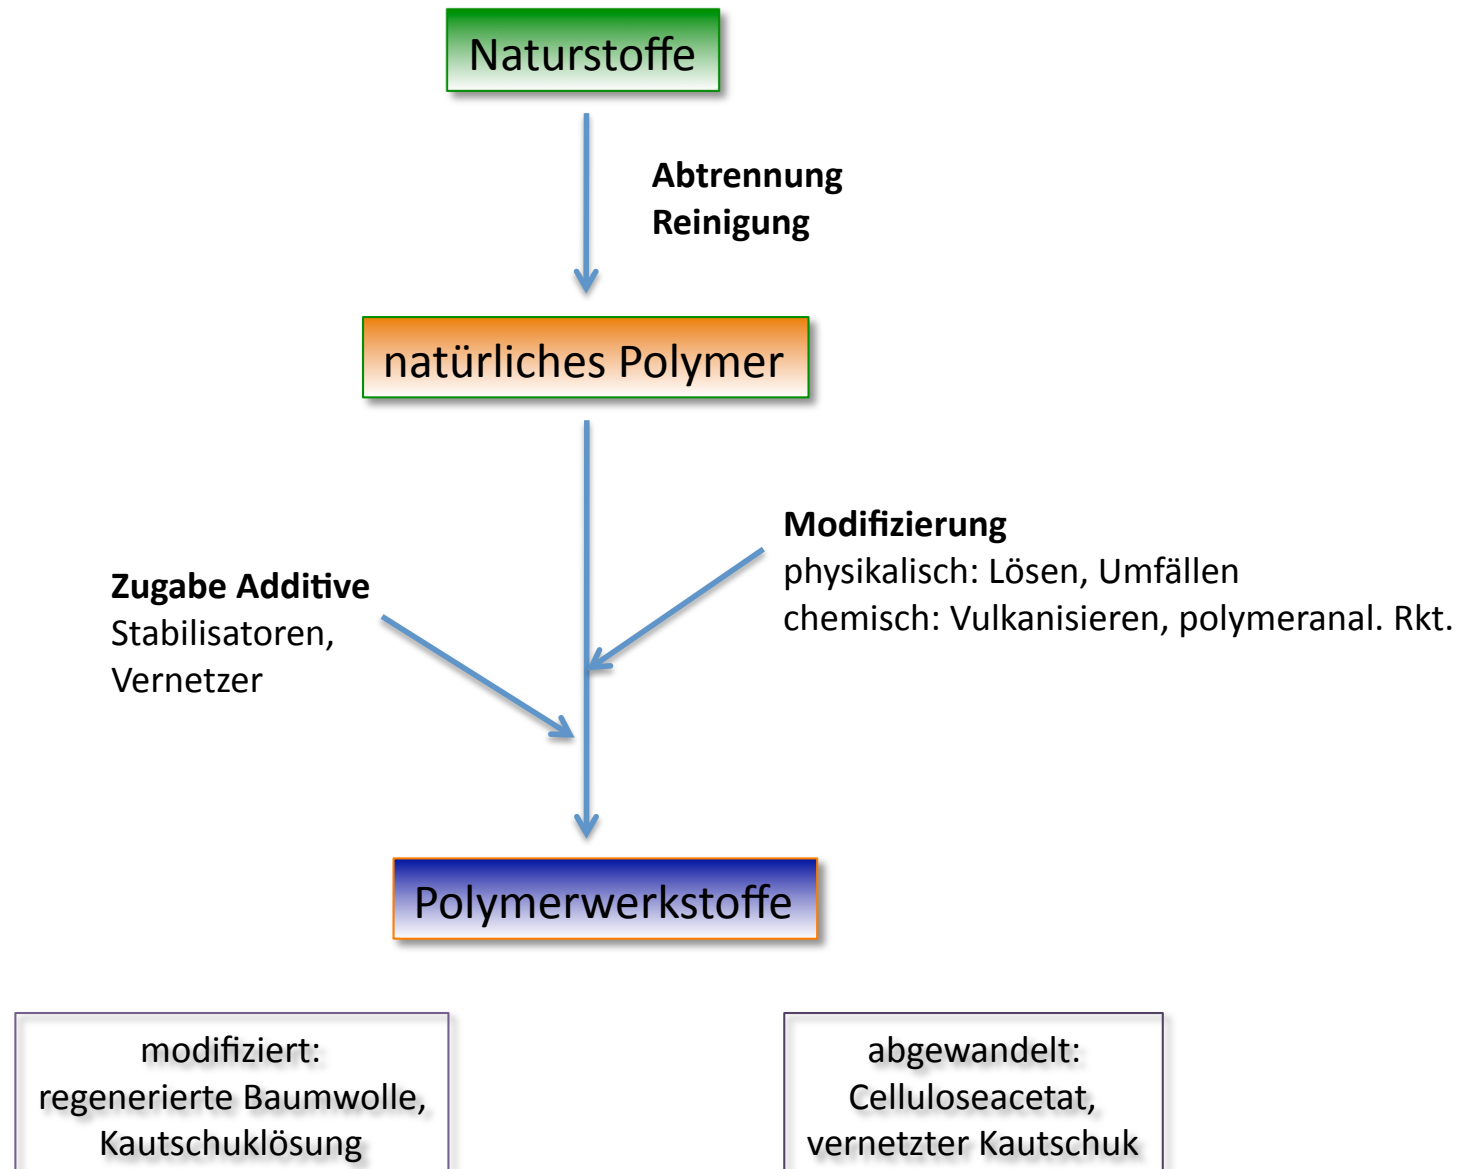 Naturstoffe
Abtrennung
Reinigung
natürliches Polymer
Modifizierung
physikalisch: Lösen, Umfällen
chemisch: Vulkanisieren, polymeranal. Rkt.
Zugabe Additive
Stabilisatoren,
Vernetzer
Polymerwerkstoffe
modifiziert:
regenerierte Baumwolle,
Kautschuklösung
abgewandelt:
Celluloseacetat,
vernetzter Kautschuk